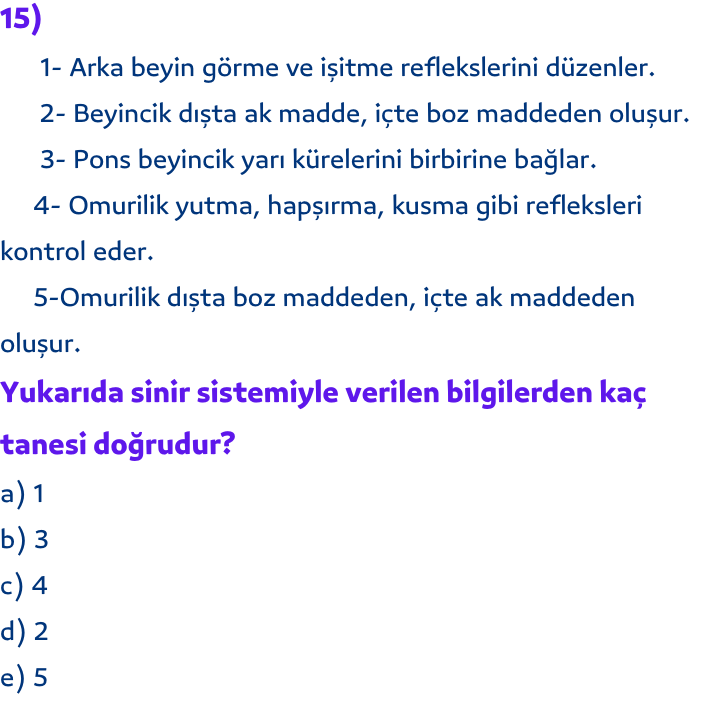 15)
1- Arka beyin görme ve işitme reflekslerini düzenler.
2- Beyincik dışta ak madde, içte boz maddeden oluşur.
3- Pons beyincik yarı kürelerini birbirine bağlar.
4- Omurilik yutma, hapşırma, kusma gibi refleksleri
kontrol eder.
5-Omurilik dışta boz maddeden, içte ak maddeden
oluşur.
Yukarıda sinir sistemiyle verilen bilgilerden kaç
tanesi doğrudur?
a) 1
b) 3
c) 4
d) 2
e) 5